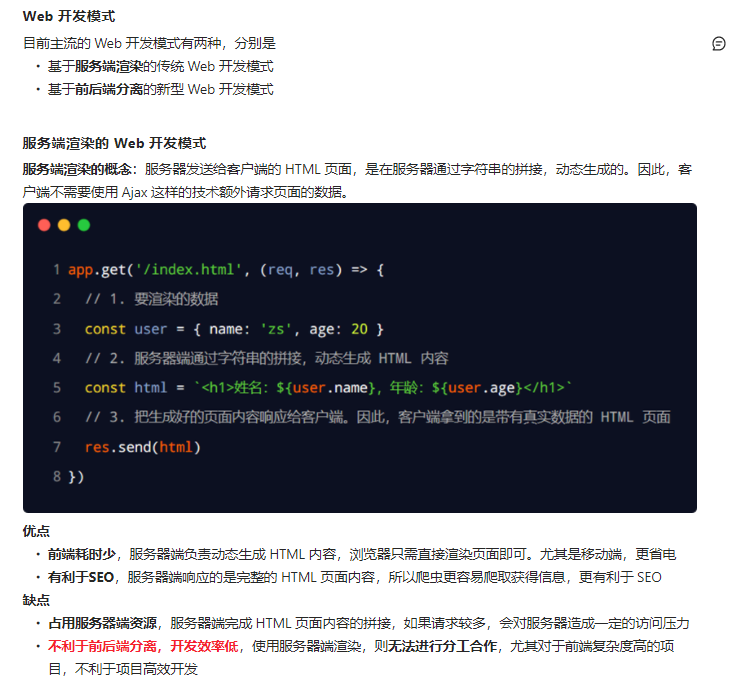 Web 开发模式
目前主流的 Web 开发模式有两种，分别是
• 基于服务端渲染的传统 Web 开发模式
• 基于前后端分离的新型 Web 开发模式
服务端渲染的 Web 开发模式
服务端渲染的概念：服务器发送给客户端的 HTML 页面，是在服务器通过字符串的拼接，动态生成的。因此，客
户端不需要使用 Ajax 这样的技术额外请求页面的数据。
1 app.get('/index.html', (req, res) => {
2   // 1. 要渲染的数据
3   const user = { name: 'zs', age: 20 }
4   // 2. 服务器端通过字符串的拼接，动态生成 HTML 内容
5   const html = `<h1>姓名：${user.name}，年龄：${user.age}</h1>`
6   // 3. 把生成好的页面内容响应给客户端。因此，客户端拿到的是带有真实数据的 HTML 页面
7   res.send(html)
8 })
优点
• 前端耗时少，服务器端负责动态生成 HTML 内容，浏览器只需直接渲染页面即可。尤其是移动端，更省电
• 有利于SEO，服务器端响应的是完整的 HTML 页面内容，所以爬虫更容易爬取获得信息，更有利于 SEO
缺点
• 占用服务器端资源，服务器端完成 HTML 页面内容的拼接，如果请求较多，会对服务器造成一定的访问压力
• 不利于前后端分离，开发效率低，使用服务器端渲染，则无法进行分工合作，尤其对于前端复杂度高的项
目，不利于项目高效开发